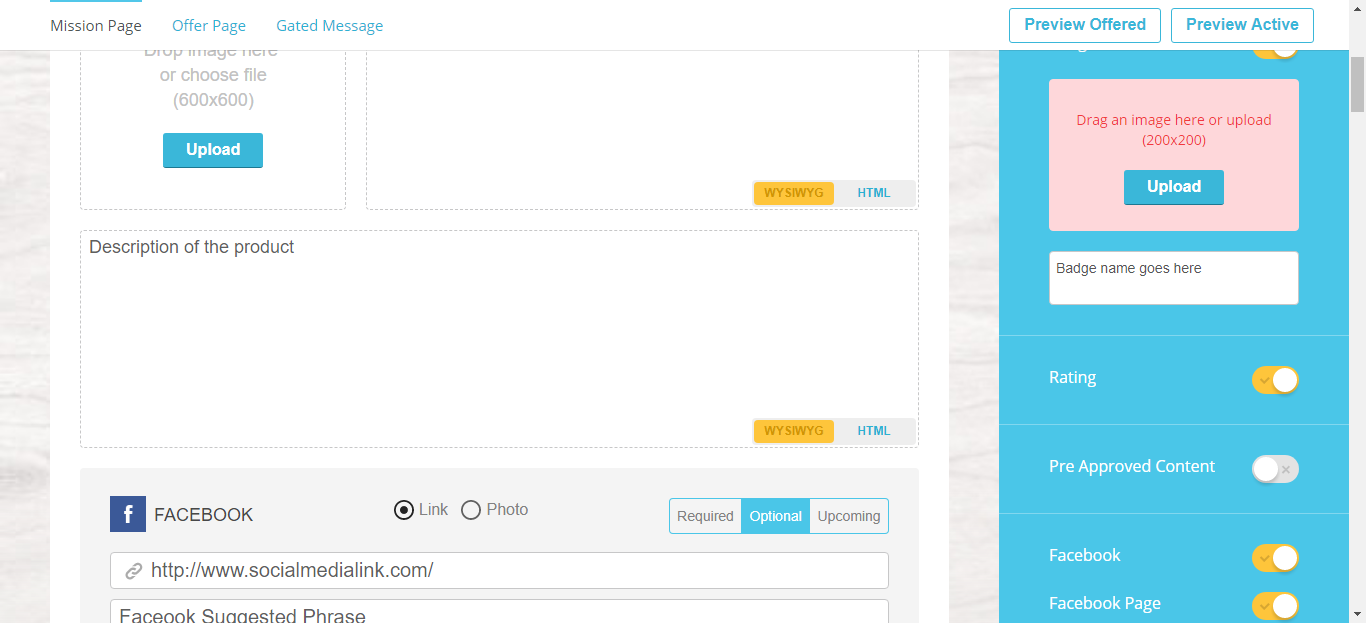 Mission Page
Offer Page
Gated Message
Preview Offered
Preview Active
Drop image here
or choose file
(600x600)
Upload
WYSIWYG
HTML
Description of the product
WYSIWYG
HTML
f
FACEBOOK
Link
Photo
Required
Optional
Upcoming
http://www.socialmedialink.com/
Faceook Suggested Phrase
Drag an image here or upload
(200x200)
Upload
Badge name goes here
Rating
Pre Approved Content
Facebook
Facebook Page